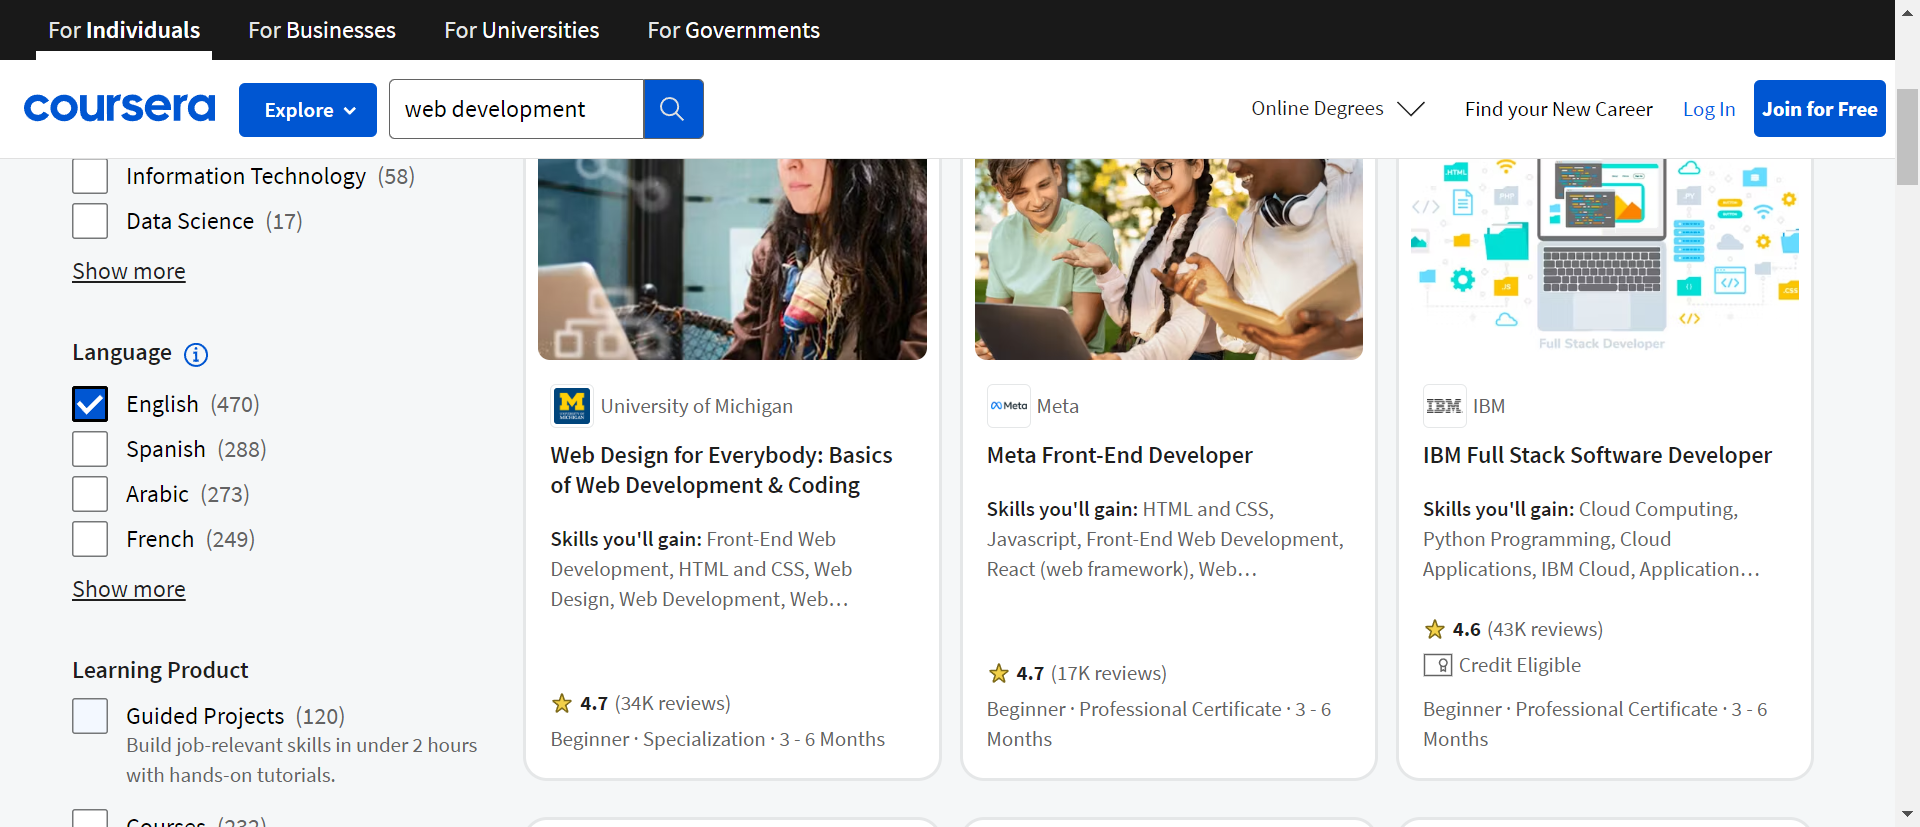 For Individuals
For Businesses
For Universities
For Governments
coursera
Explore
web development
Online Degrees
Find your New Career
Log In
Join for Free
Information Technology (58)
Data Science (17)
Show more
Language
English (470)
Spanish (288)
Arabic (273)
French (249)
Show more
Learning Product
Guided Projects (120)
Build job-relevant skills in under 2 hours
with hands-on tutorials.
Courses (232)
University of Michigan
Web Design for Everybody: Basics
of Web Development & Coding
Skills you'll gain: Front-End Web
Development, HTML and CSS, Web
Design, Web Development, Web…
4.7 (34K reviews)
Beginner · Specialization · 3 - 6 Months
Meta
Meta
Meta Front-End Developer
Skills you'll gain: HTML and CSS,
Javascript, Front-End Web Development,
React (web framework), Web…
4.7 (17K reviews)
Beginner · Professional Certificate · 3 - 6
Months
.HTML
PHP
.PY
JS
{}
.CSS
</>
</>
</>
Full Stack Developer
IBM
IBM
IBM Full Stack Software Developer
Skills you'll gain: Cloud Computing,
Python Programming, Cloud
Applications, IBM Cloud, Application…
4.6 (43K reviews)
Credit Eligible
Beginner · Professional Certificate · 3 - 6
Months